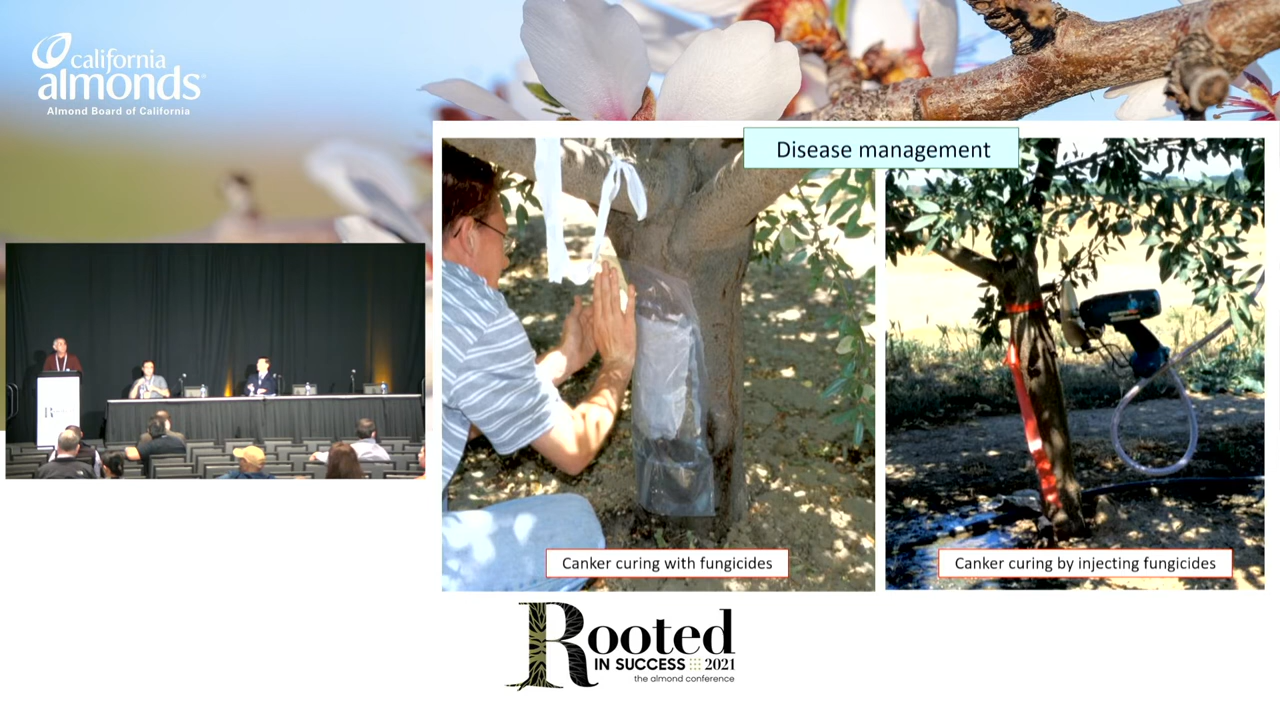 california
almonds
Almond Board of California
Disease management
Canker curing with fungicides
Canker curing by injecting fungicides
Rooted
IN SUCCESS 2021
the almond conference